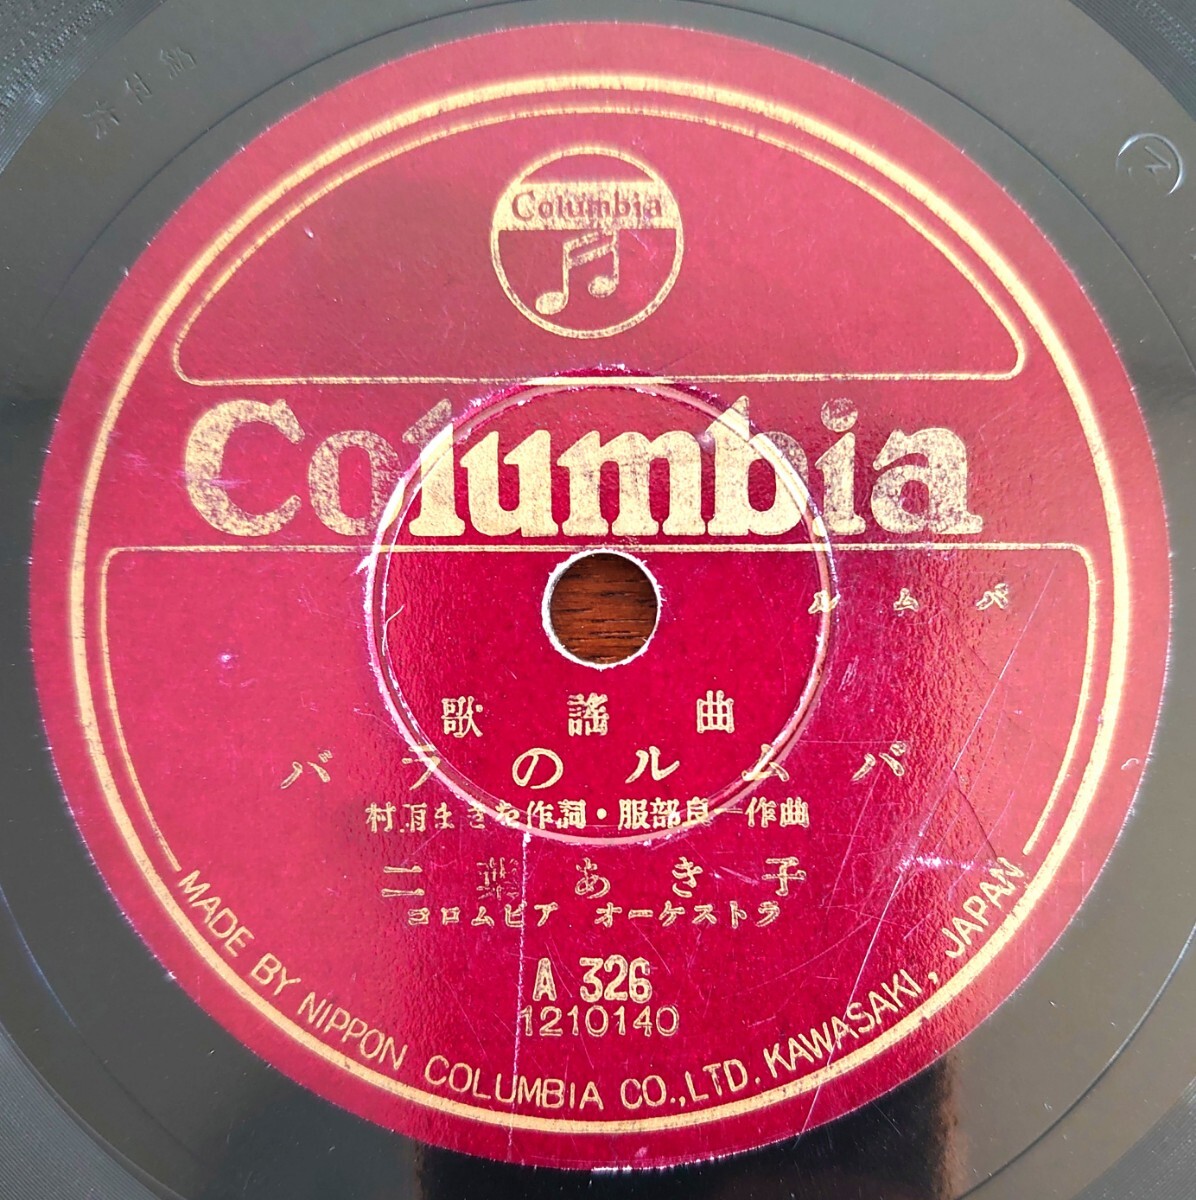 Columbia
Columbia
ルムバ
歌謡曲
バラのルムバ
村雨まさを作詞・服部良一作曲
二葉あき子
コロムビア オーケストラ
A 326
1210140
MADE BY NIPPON COLUMBIA CO.,LTD. KAWASAKI, JAPAN